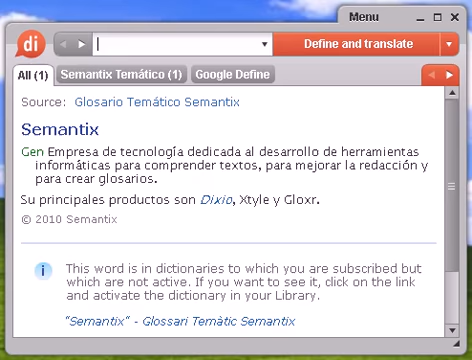 Menu
di
Define and translate
All (1)
Semantix Temático (1)
Google Define
Source: Glosario Temático Semantix
Semantix
Gen Empresa de tecnología dedicada al desarrollo de herramientas
informáticas para comprender textos, para mejorar la redacción y
para crear glosarios.
Su principales productos son Dixio, Xtyle y Gloxr.
© 2010 Semantix
i
This word is in dictionaries to which you are subscribed but
which are not active. If you want to see it, click on the link
and activate the dictionary in your Library.
"Semantix" - Glossari Temàtic Semantix